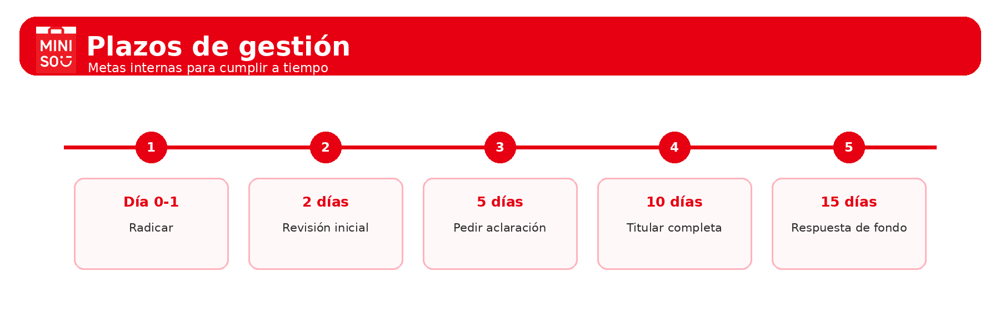 MINI
SO
Plazos de gestión
Metas internas para cumplir a tiempo
1
2
3
4
5
Día 0-1
Radicar
2 días
Revisión inicial
5 días
Pedir aclaración
10 días
Titular completa
15 días
Respuesta de fondo